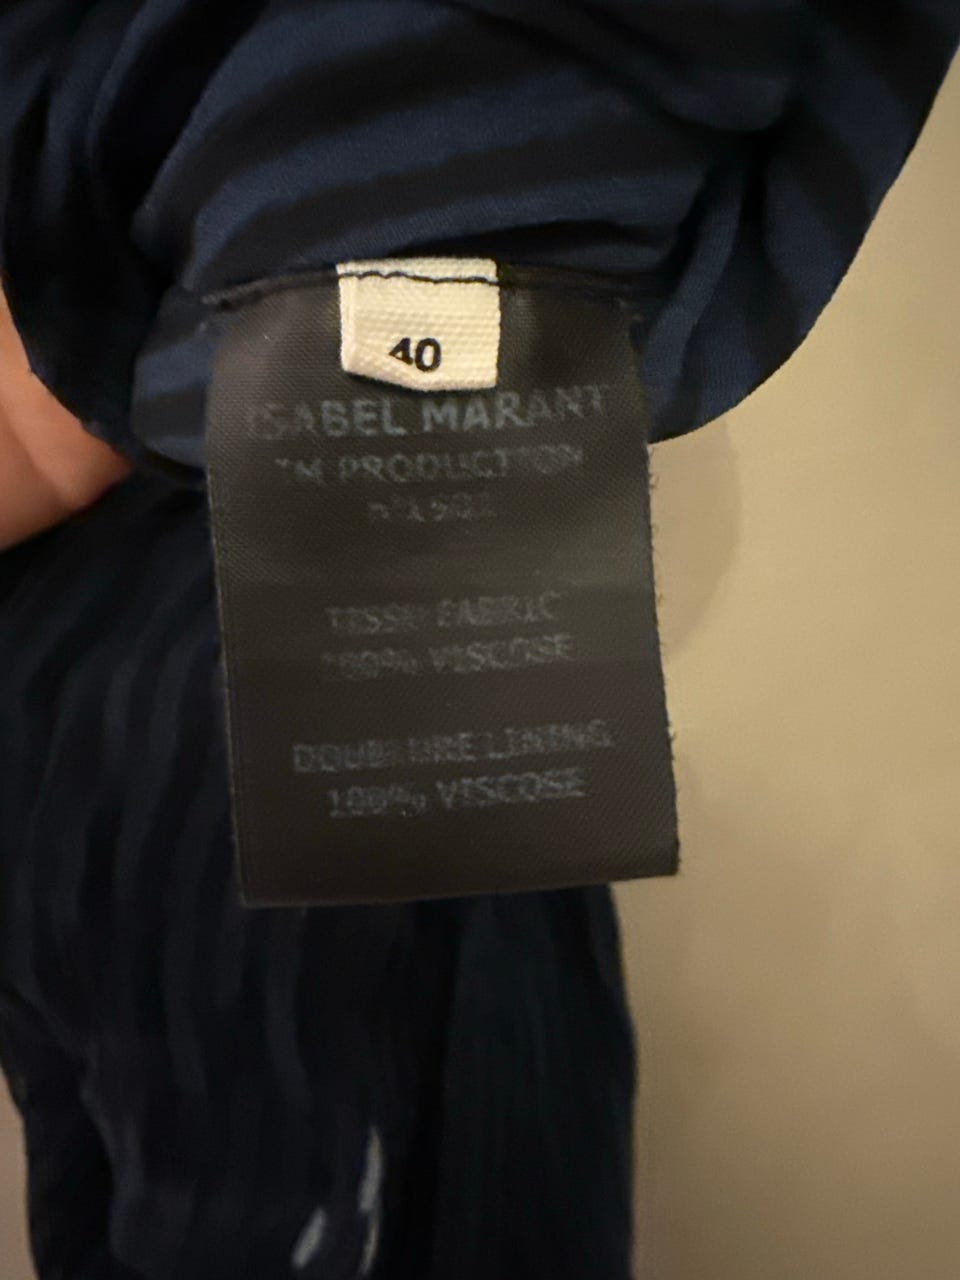 40
ISABEL MARANT
IM PRODUCTION
TISSU FABRIC
100% VISCOSE
DOUBLURE LINING
100% VISCOSE